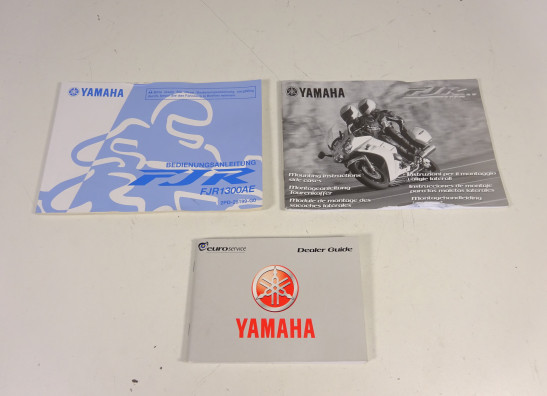 YAMAHA
BEDIENUNGSANLEITUNG
FJR
FJR1300AE
YAMAHA
FJR
Mounting instructions
side cases
Montageanleitung
Tourenkoffer
Module de montage des
sacoches latérales
Istruzioni per il montaggio
valigie laterali
Instrucciones de montaje
para las maletas laterales
Montagehandleiding
euroservice
Dealer Guide
YAMAHA